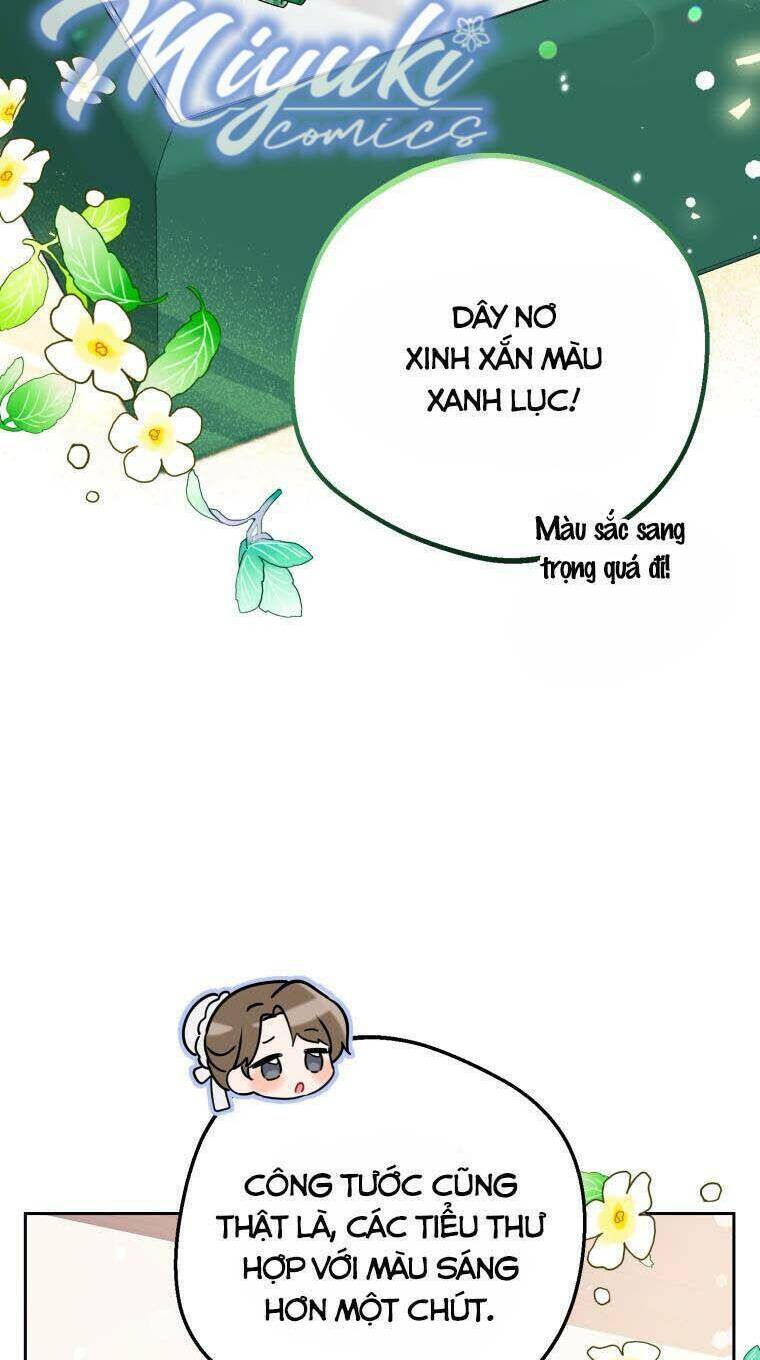 Miyuki
comics
DÂY NƠ
XINH XẮN MÀU
XANH LỤC!
Màu sắc sang
trọng quá đi!
CÔNG TƯỚC CŨNG
THẬT LÀ, CÁC TIỂU THƯ
HỢP VỚI MÀU SÁNG
HƠN MỘT CHÚT.